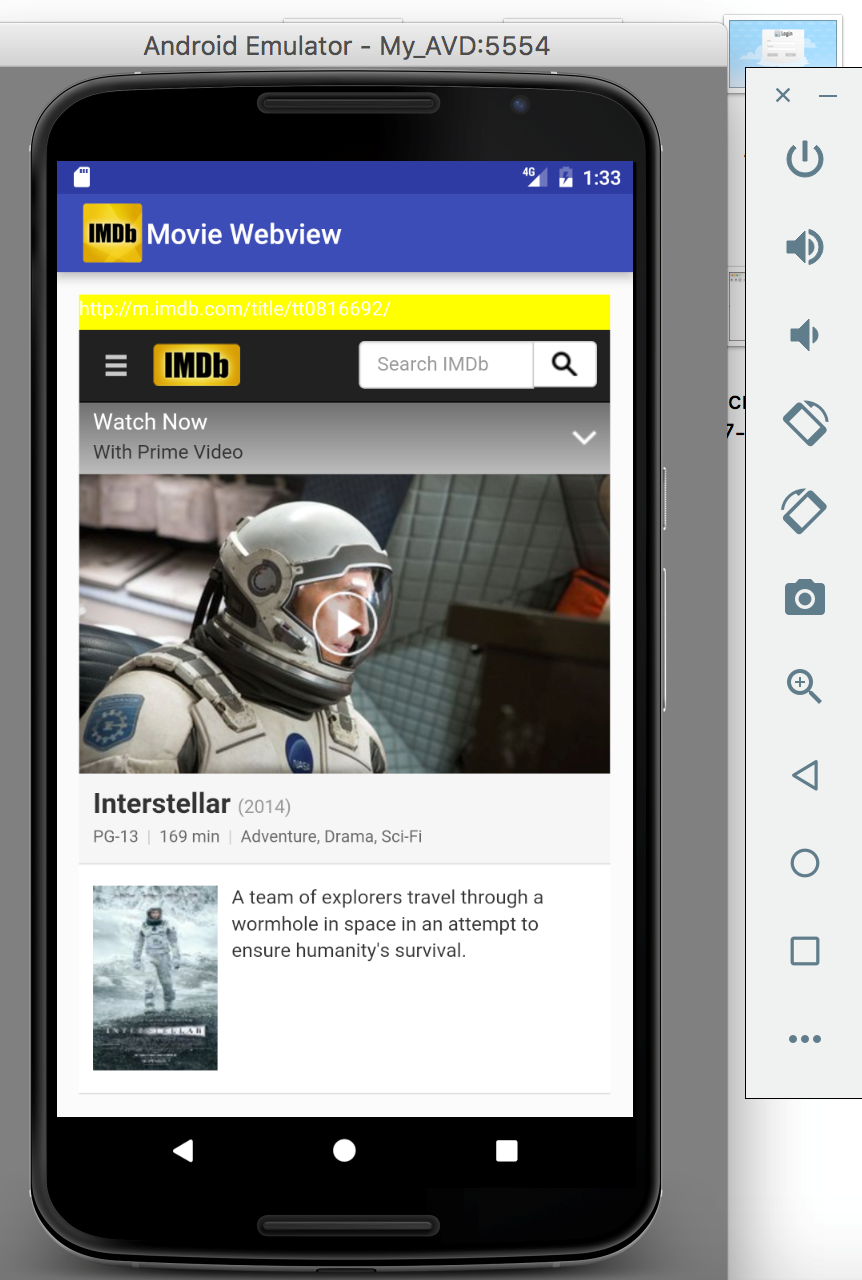 Android Emulator - My_AVD:5554
Login
4G 1:33
IMDb Movie Webview
http://m.imdb.com/title/tt0816692/
IMDb Search IMDb
Watch Now
With Prime Video
Interstellar (2014)
PG-13 | 169 min | Adventure, Drama, Sci-Fi
A team of explorers travel through a
wormhole in space in an attempt to
ensure humanity's survival.
INTERSTELLAR